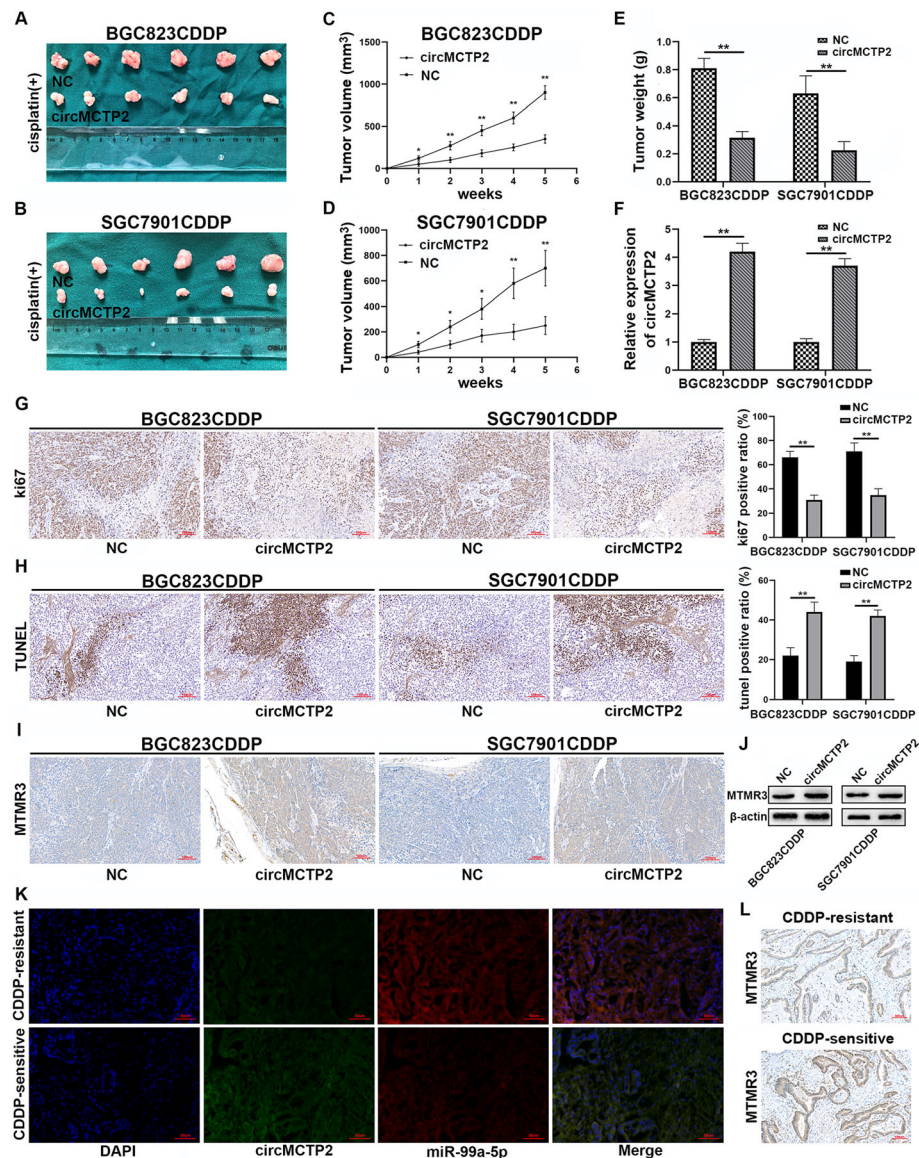 A
BGC823CDDP
cisplatin(+)
NC
circMCTP2
B
SGC7901CDDP
cisplatin(+)
NC
circMCTP2
C
BGC823CDDP
Tumor volume (mm³)
circMCTP2
NC
1500
1000
500
0
* ** ** ** **
0 1 2 3 4 5 6
weeks
D
SGC7901CDDP
Tumor volume (mm³)
circMCTP2
NC
1000
800
600
400
200
0
* * * ** **
0 1 2 3 4 5 6
weeks
E
Tumor weight (g)
NC
circMCTP2
1.0
0.8
0.6
0.4
0.2
0.0
** **
BGC823CDDP SGC7901CDDP
F
Relative expression
of circMCTP2
NC
circMCTP2
5
4
3
2
1
0
** **
BGC823CDDP SGC7901CDDP
G
BGC823CDDP SGC7901CDDP
ki67
NC circMCTP2 NC circMCTP2
ki67 positive ratio (%)
NC
circMCTP2
100
80
60
40
20
0
** **
BGC823CDDP SGC7901CDDP
H
BGC823CDDP SGC7901CDDP
TUNEL
NC circMCTP2 NC circMCTP2
tunel positive ratio (%)
NC
circMCTP2
60
40
20
0
** **
BGC823CDDP SGC7901CDDP
I
BGC823CDDP SGC7901CDDP
MTMR3
NC circMCTP2 NC circMCTP2
J
NC circMCTP2 NC circMCTP2
MTMR3
β-actin
BGC823CDDP SGC7901CDDP
K
CDDP-resistant
CDDP-sensitive
DAPI circMCTP2 miR-99a-5p Merge
L
CDDP-resistant
MTMR3
CDDP-sensitive
MTMR3